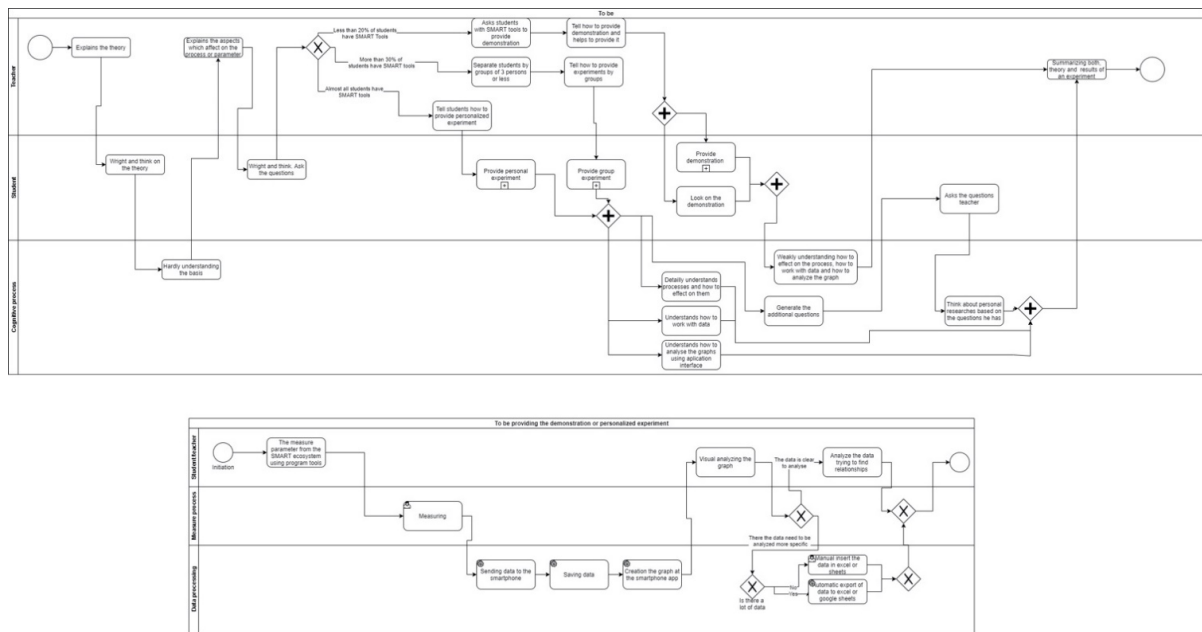 To be
Teacher
Student
Cognitive process
Explains the theory
Explains the aspects
which affect on the
process or parameter
Less than 20% of students
have SMART Tools
More than 30% of
students have SMART tools
Almost all students have
SMART tools
Asks students
with SMART tools to
provide demonstration
Tell how to provide
demonstration and
helps to provide it
Separate students by
groups of 3 persons
or less
Tell how to provide
experiments by
groups
Tell students how to
provide personalized
experiment
Summarizing both,
theory and results of
an experiment
Wright and think on
the theory
Wright and think. Ask
the questions
Provide personal
experiment
Provide group
experiment
Provide
demonstration
Look on the
demonstration
Asks the questions
teacher
Hardly understanding
the basis
Detailly understands
processes and how to
effect on them
Understands how to
work with data
Understands how to
analyse the graphs
using aplication
interface
Weakly understanding how to
effect on the process, how to
work with data and how to
analyze the graph
Generate the
additional questions
Think about personal
researches based on
the questions he has
To be providing the demonstration or personalized experiment
Student/teacher
Measure process
Data processing
Initiation
The measure
parameter from the
SMART ecosystem
using program tools
Measuring
Sending data to the
smartphone
Saving data
Creation the graph at
the smartphone app
Visual analyzing the
graph
The data is clear
to analyse
Analyze the data
trying to find
relationships
There the data need to be
analyzed more specific
Is there a
lot of data
No
Yes
Manual insert the
data in excel or
sheets
Automatic export of
data to excel or
google sheets